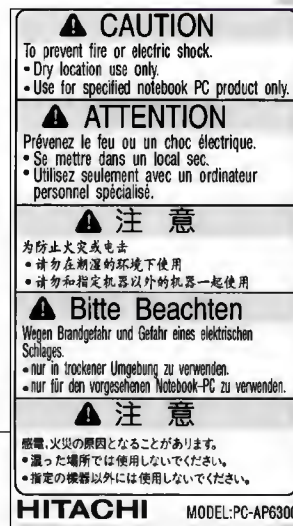 ⚠ CAUTION
To prevent fire or electric shock.
• Dry location use only.
• Use for specified notebook PC product only.
⚠ ATTENTION
Prévenez le feu ou un choc électrique.
• Se mettre dans un local sec.
• Utilisez seulement avec un ordinateur
personnel spécialisé.
⚠ 注 意
为防止火灾或电击
• 请勿在潮湿的环境下使用
• 请勿和指定机器以外的机器一起使用
⚠ Bitte Beachten
Wegen Brandgefahr und Gefahr eines elektrischen
Schlages.
• nur in trockener Umgebung zu verwenden.
• nur für den vorgesehenen Notebook-PC zu verwenden.
⚠ 注 意
感電、火災の原因となることがあります。
• 湿った場所では使用しないでください。
• 指定の機器以外には使用しないでください。
HITACHI MODEL:PC-AP6300